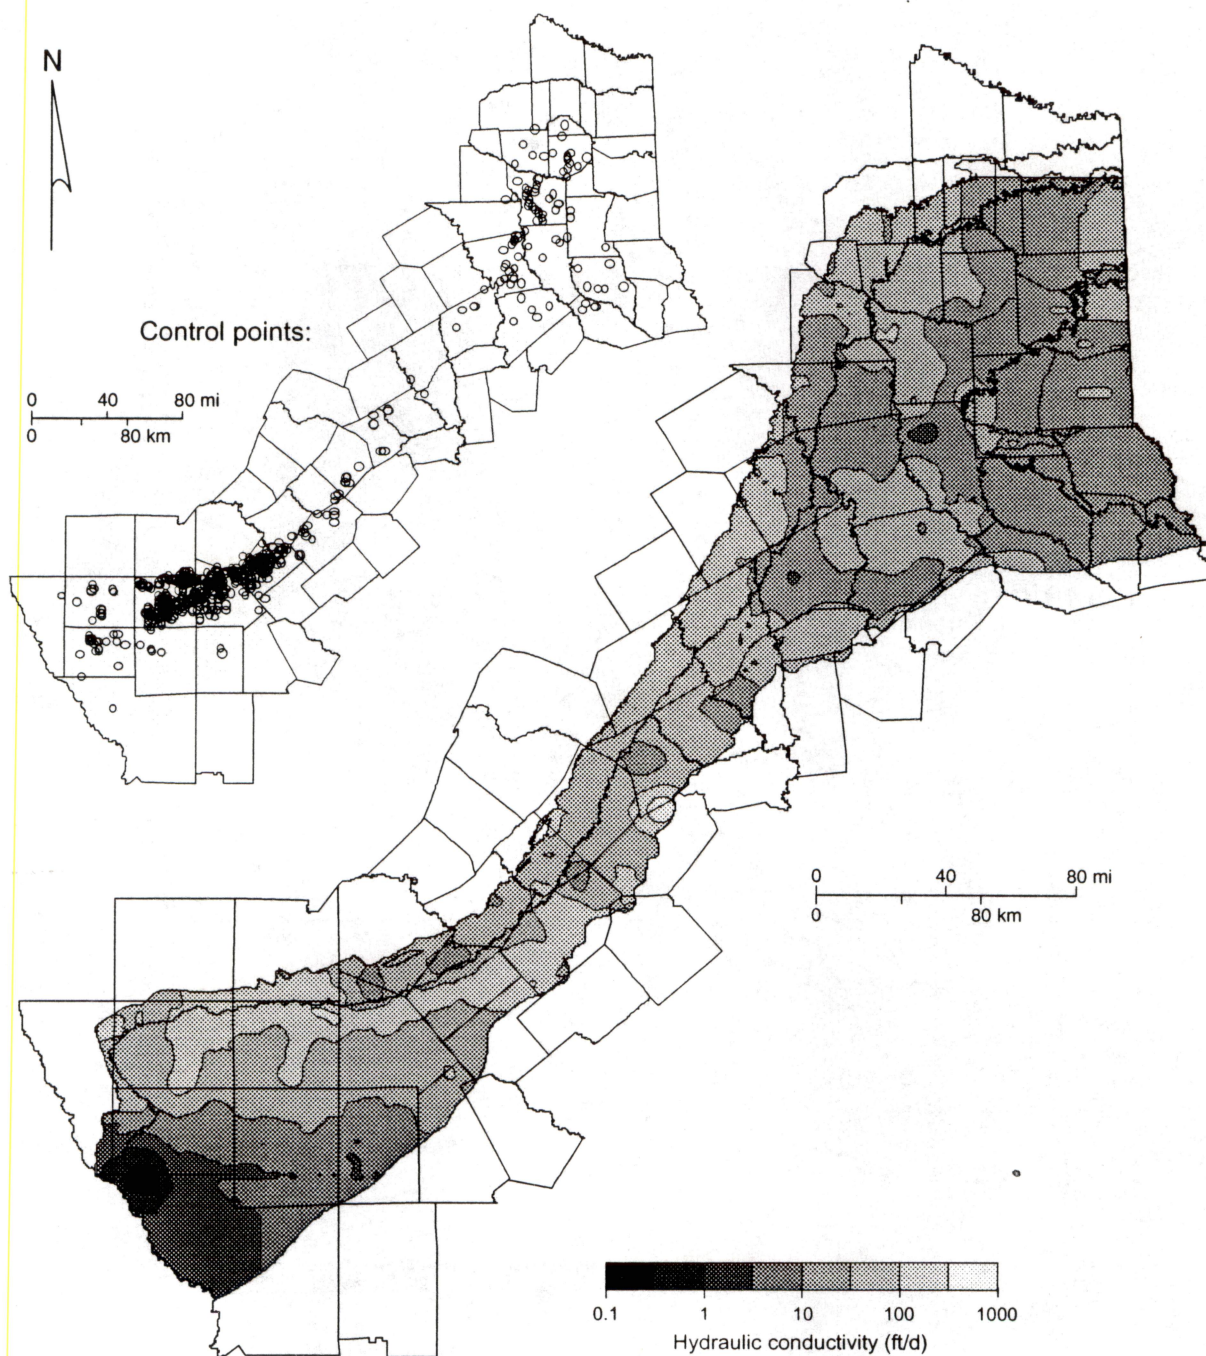 N
Control points:
0 40 80 mi
0 80 km
0 40 80 mi
0 80 km
0.1 1 10 100 1000
Hydraulic conductivity (ft/d)